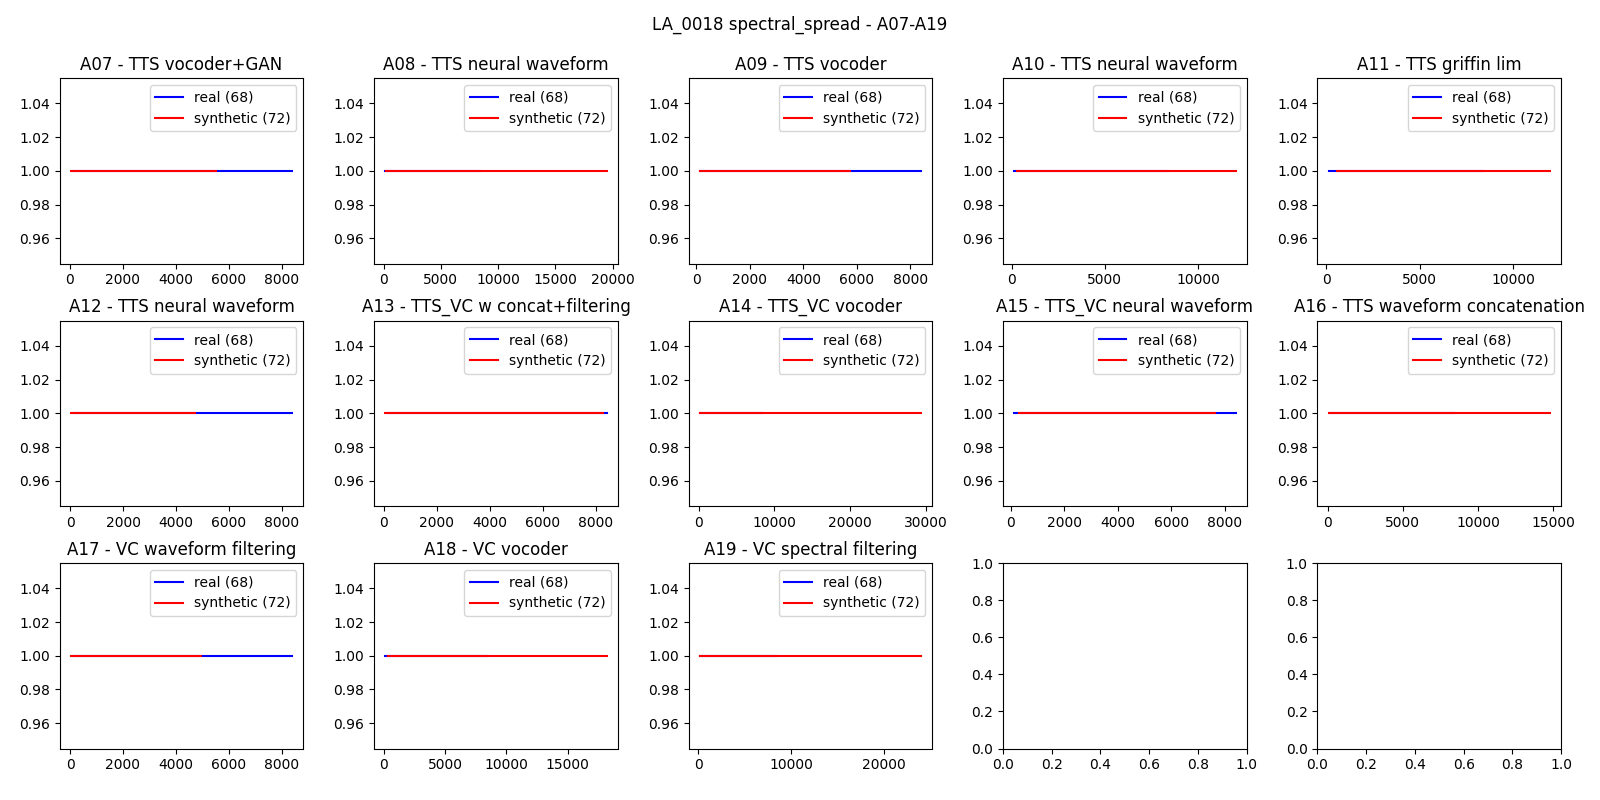 LA_0018 spectral_spread - A07-A19
A07 - TTS vocoder+GAN
1.04
1.02
1.00
0.98
0.96
real (68)
synthetic (72)
0 2000 4000 6000 8000
A08 - TTS neural waveform
1.04
1.02
1.00
0.98
0.96
real (68)
synthetic (72)
0 5000 10000 15000 20000
A09 - TTS vocoder
1.04
1.02
1.00
0.98
0.96
real (68)
synthetic (72)
0 2000 4000 6000 8000
A10 - TTS neural waveform
1.04
1.02
1.00
0.98
0.96
real (68)
synthetic (72)
0 5000 10000
A11 - TTS griffin lim
1.04
1.02
1.00
0.98
0.96
real (68)
synthetic (72)
0 5000 10000
A12 - TTS neural waveform
1.04
1.02
1.00
0.98
0.96
real (68)
synthetic (72)
0 2000 4000 6000 8000
A13 - TTS_VC w concat+filtering
1.04
1.02
1.00
0.98
0.96
real (68)
synthetic (72)
0 2000 4000 6000 8000
A14 - TTS_VC vocoder
1.04
1.02
1.00
0.98
0.96
real (68)
synthetic (72)
0 10000 20000 30000
A15 - TTS_VC neural waveform
1.04
1.02
1.00
0.98
0.96
real (68)
synthetic (72)
0 2000 4000 6000 8000
A16 - TTS waveform concatenation
1.04
1.02
1.00
0.98
0.96
real (68)
synthetic (72)
0 5000 10000 15000
A17 - VC waveform filtering
1.04
1.02
1.00
0.98
0.96
real (68)
synthetic (72)
0 2000 4000 6000 8000
A18 - VC vocoder
1.04
1.02
1.00
0.98
0.96
real (68)
synthetic (72)
0 5000 10000 15000
A19 - VC spectral filtering
1.04
1.02
1.00
0.98
0.96
real (68)
synthetic (72)
0 10000 20000
1.0
0.8
0.6
0.4
0.2
0.0
0.0 0.2 0.4 0.6 0.8 1.0
1.0
0.8
0.6
0.4
0.2
0.0
0.0 0.2 0.4 0.6 0.8 1.0